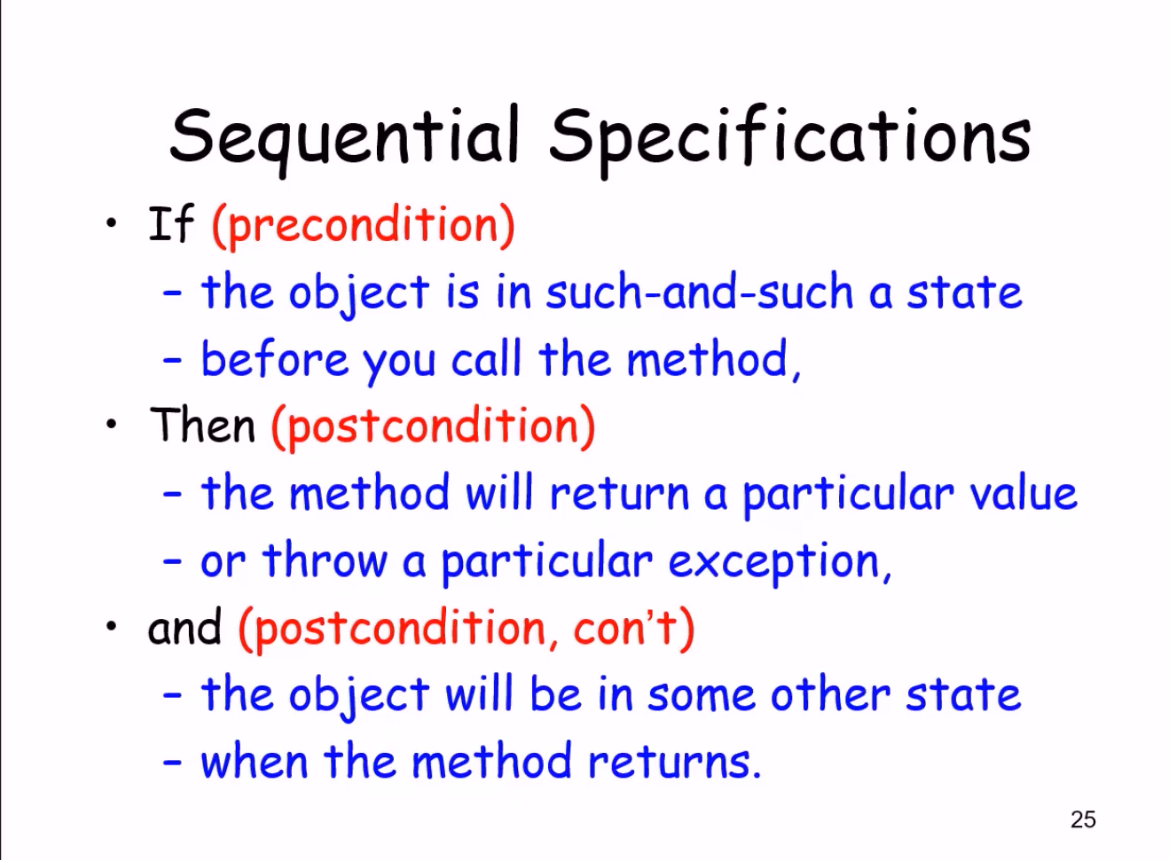 Sequential Specifications
• If (precondition)
– the object is in such-and-such a state
– before you call the method,
• Then (postcondition)
– the method will return a particular value
– or throw a particular exception,
• and (postcondition, con’t)
– the object will be in some other state
– when the method returns.
25